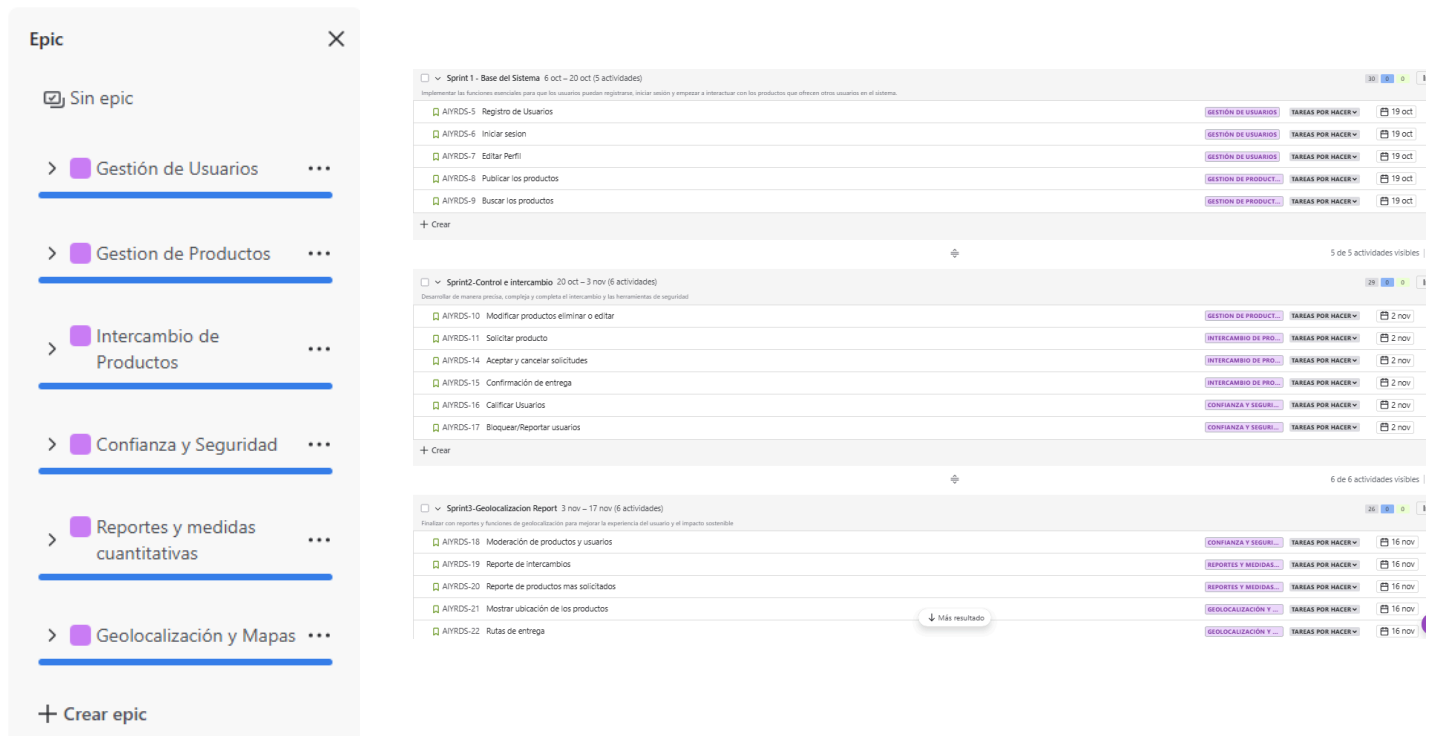 Epic
Sin epic
Gestión de Usuarios
Gestion de Productos
Intercambio de
Productos
Confianza y Seguridad
Reportes y medidas
cuantitativas
Geolocalización y Mapas
Crear epic
Sprint 1 - Base del Sistema 6 oct – 20 oct (5 actividades) 30 0 0
Implementar las funciones esenciales para que los usuarios puedan registrarse, iniciar sesión y empezar a interactuar con los productos que ofrecen otros usuarios en el sistema.
AIYRDS-5 Registro de Usuarios GESTIÓN DE USUARIOS TAREAS POR HACER 19 oct
AIYRDS-6 Iniciar sesion GESTIÓN DE USUARIOS TAREAS POR HACER 19 oct
AIYRDS-7 Editar Perfil GESTIÓN DE USUARIOS TAREAS POR HACER 19 oct
AIYRDS-8 Publicar los productos GESTION DE PRODUCT... TAREAS POR HACER 19 oct
AIYRDS-9 Buscar los productos GESTION DE PRODUCT... TAREAS POR HACER 19 oct
+ Crear
5 de 5 actividades visibles
Sprint2-Control e intercambio 20 oct – 3 nov (6 actividades) 29 0 0
Desarrollar de manera precisa, compleja y completa el intercambio y las herramientas de seguridad
AIYRDS-10 Modificar productos eliminar o editar GESTION DE PRODUCT... TAREAS POR HACER 2 nov
AIYRDS-11 Solicitar producto INTERCAMBIO DE PRO... TAREAS POR HACER 2 nov
AIYRDS-14 Aceptar y cancelar solicitudes INTERCAMBIO DE PRO... TAREAS POR HACER 2 nov
AIYRDS-15 Confirmación de entrega INTERCAMBIO DE PRO... TAREAS POR HACER 2 nov
AIYRDS-16 Calificar Usuarios CONFIANZA Y SEGURI... TAREAS POR HACER 2 nov
AIYRDS-17 Bloquear/Reportar usuarios CONFIANZA Y SEGURI... TAREAS POR HACER 2 nov
+ Crear
6 de 6 actividades visibles
Sprint3-Geolocalizacion Report 3 nov – 17 nov (6 actividades) 26 0 0
Finalizar con reportes y funciones de geolocalización para mejorar la experiencia del usuario y el impacto sostenible
AIYRDS-18 Moderación de productos y usuarios CONFIANZA Y SEGURI... TAREAS POR HACER 16 nov
AIYRDS-19 Reporte de intercambios REPORTES Y MEDIDAS... TAREAS POR HACER 16 nov
AIYRDS-20 Reporte de productos mas solicitados REPORTES Y MEDIDAS... TAREAS POR HACER 16 nov
AIYRDS-21 Mostrar ubicación de los productos GEOLOCALIZACIÓN Y ... TAREAS POR HACER 16 nov
Más resultado
AIYRDS-22 Rutas de entrega GEOLOCALIZACIÓN Y ... TAREAS POR HACER 16 nov